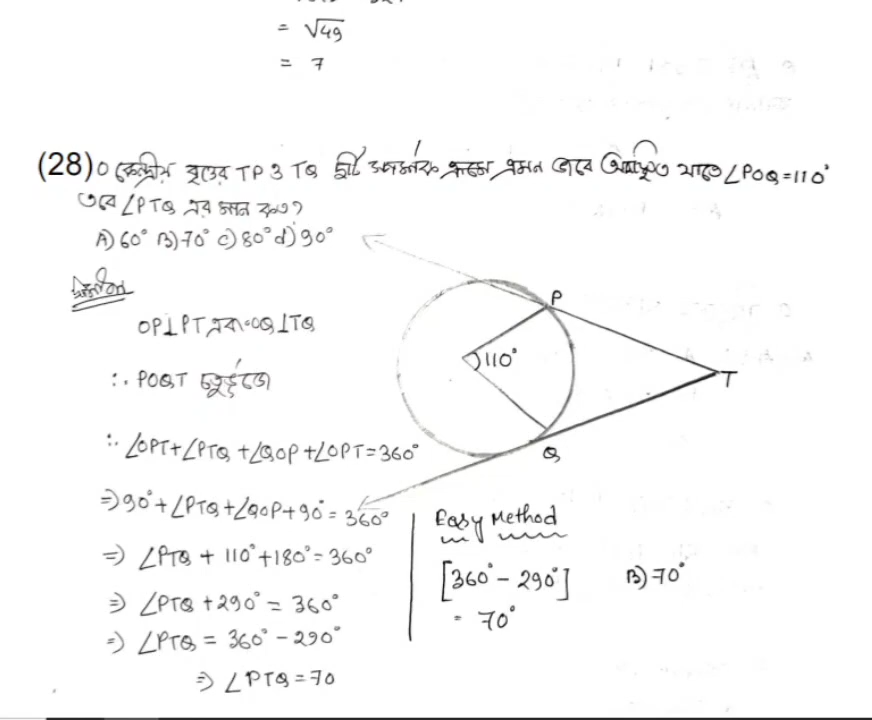 = √49
= 7
(28) O কেন্দ্রীয় বৃত্তের TP ও TQ দুটি স্পর্শক এমন ভাবে অবস্থিত যাতে ∠POQ=110°
তবে ∠PTQ এর মান কত?
A) 60° B) 70° c) 80° d) 90°
OP⊥PT এবং OQ⊥TQ
∴ POQT চতুর্ভুজে
∴ ∠OPT+∠PTQ+∠QOP+∠OPT=360°
⇒ 90°+∠PTQ+∠QOP+90°=360°
⇒ ∠PTQ + 110°+180°=360°
⇒ ∠PTQ +290° = 360°
⇒ ∠PTQ = 360° - 290°
⇒ ∠PTQ = 70
P
110°
T
Q
Easy Method
[360° - 290°]
= 70°
B) 70°